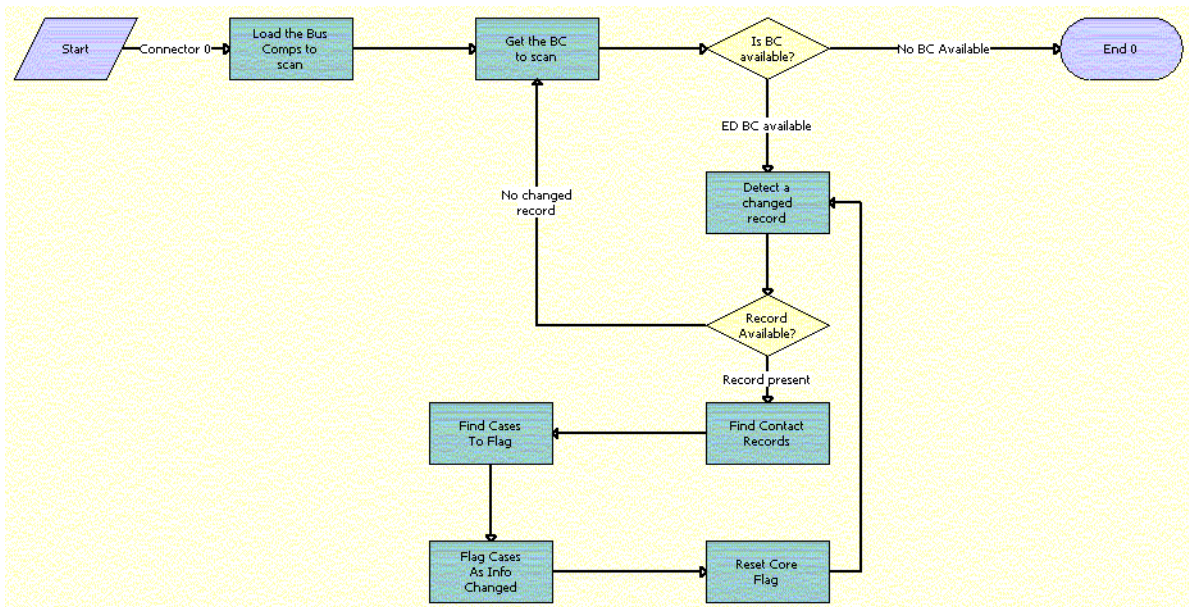 Start
Connector 0
Load the Bus
Comps to
scan
Get the BC
to scan
Is BC
available?
No BC Available
End 0
ED BC available
No changed
record
Detect a
changed
record
Record
Available?
Record present
Find Cases
To Flag
Find Contact
Records
Flag Cases
As Info
Changed
Reset Core
Flag